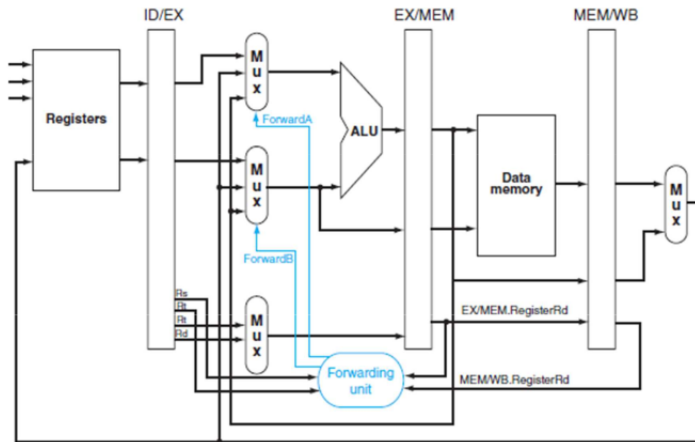 ID/EX
EX/MEM
MEM/WB
Registers
M
u
x
ForwardA
ALU
M
u
x
ForwardB
Data
memory
M
u
x
Rs
Rt
Rt
Rd
M
u
x
EX/MEM.RegisterRd
Forwarding
unit
MEM/WB.RegisterRd